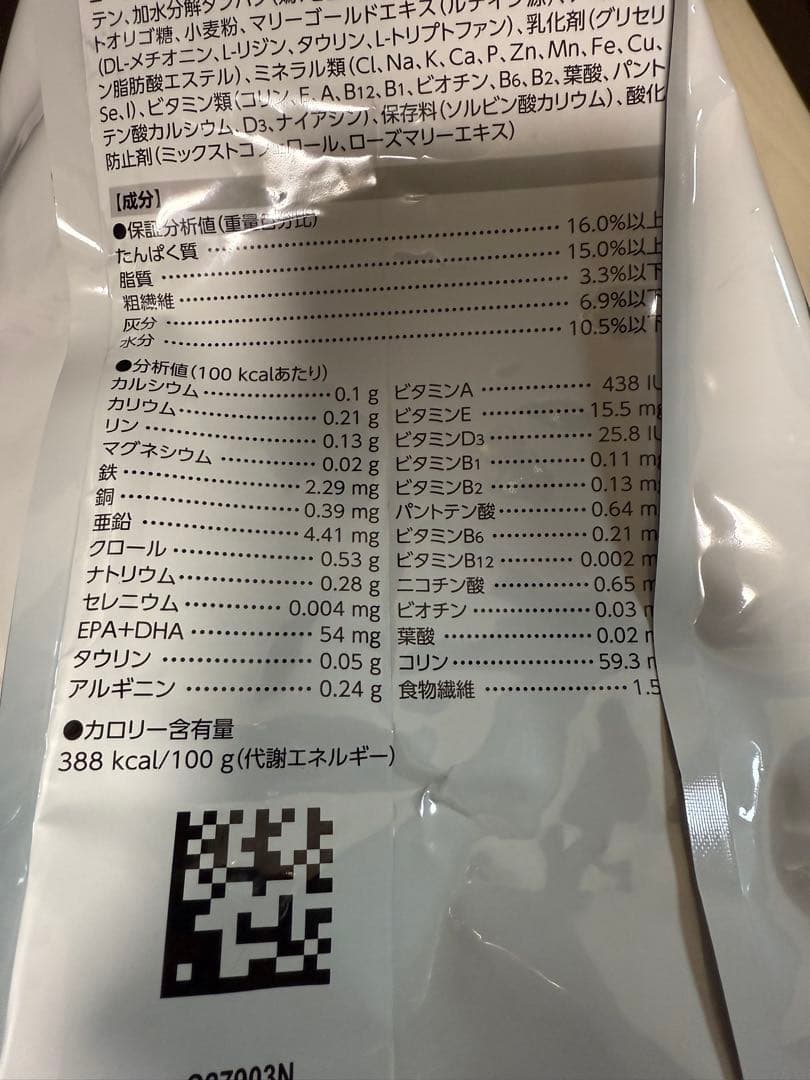 テン、加水分解タンパク
トオリゴ糖、小麦粉、マリーゴールドエキス(ルテイン源)
(DL-メチオニン、L-リジン、タウリン、L-トリプトファン)、乳化剤(グリセリ
ン脂肪酸エステル)、ミネラル類(Cl、Na、K、Ca、P、Zn、Mn、Fe、Cu、
Se、I)、ビタミン類(コリン、E、A、B12、B1、ビオチン、B6、B2、葉酸、パント
テン酸カルシウム、D3、ナイアシン)、保存料(ソルビン酸カリウム)、酸化
防止剤(ミックストコフェロール、ローズマリーエキス)
【成分】
●保証分析値(重量百分比)
たんぱく質 16.0%以上
脂質 15.0%以上
粗繊維 3.3%以下
灰分 6.9%以下
水分 10.5%以下
●分析値(100 kcalあたり)
カルシウム 0.1 g
カリウム 0.21 g
リン 0.13 g
マグネシウム 0.02 g
鉄 2.29 mg
銅 0.39 mg
亜鉛 4.41 mg
クロール 0.53 g
ナトリウム 0.28 g
セレニウム 0.004 mg
EPA+DHA 54 mg
タウリン 0.05 g
アルギニン 0.24 g
ビタミンA 438 IU
ビタミンE 15.5 mg
ビタミンD3 25.8 IU
ビタミンB1 0.11 m
ビタミンB2 0.13 m
パントテン酸 0.64 m
ビタミンB6 0.21 m
ビタミンB12 0.002 m
ニコチン酸 0.65 m
ビオチン 0.03
葉酸 0.02
コリン 59.3
食物繊維 1.5
●カロリー含有量
388 kcal/100 g(代謝エネルギー)